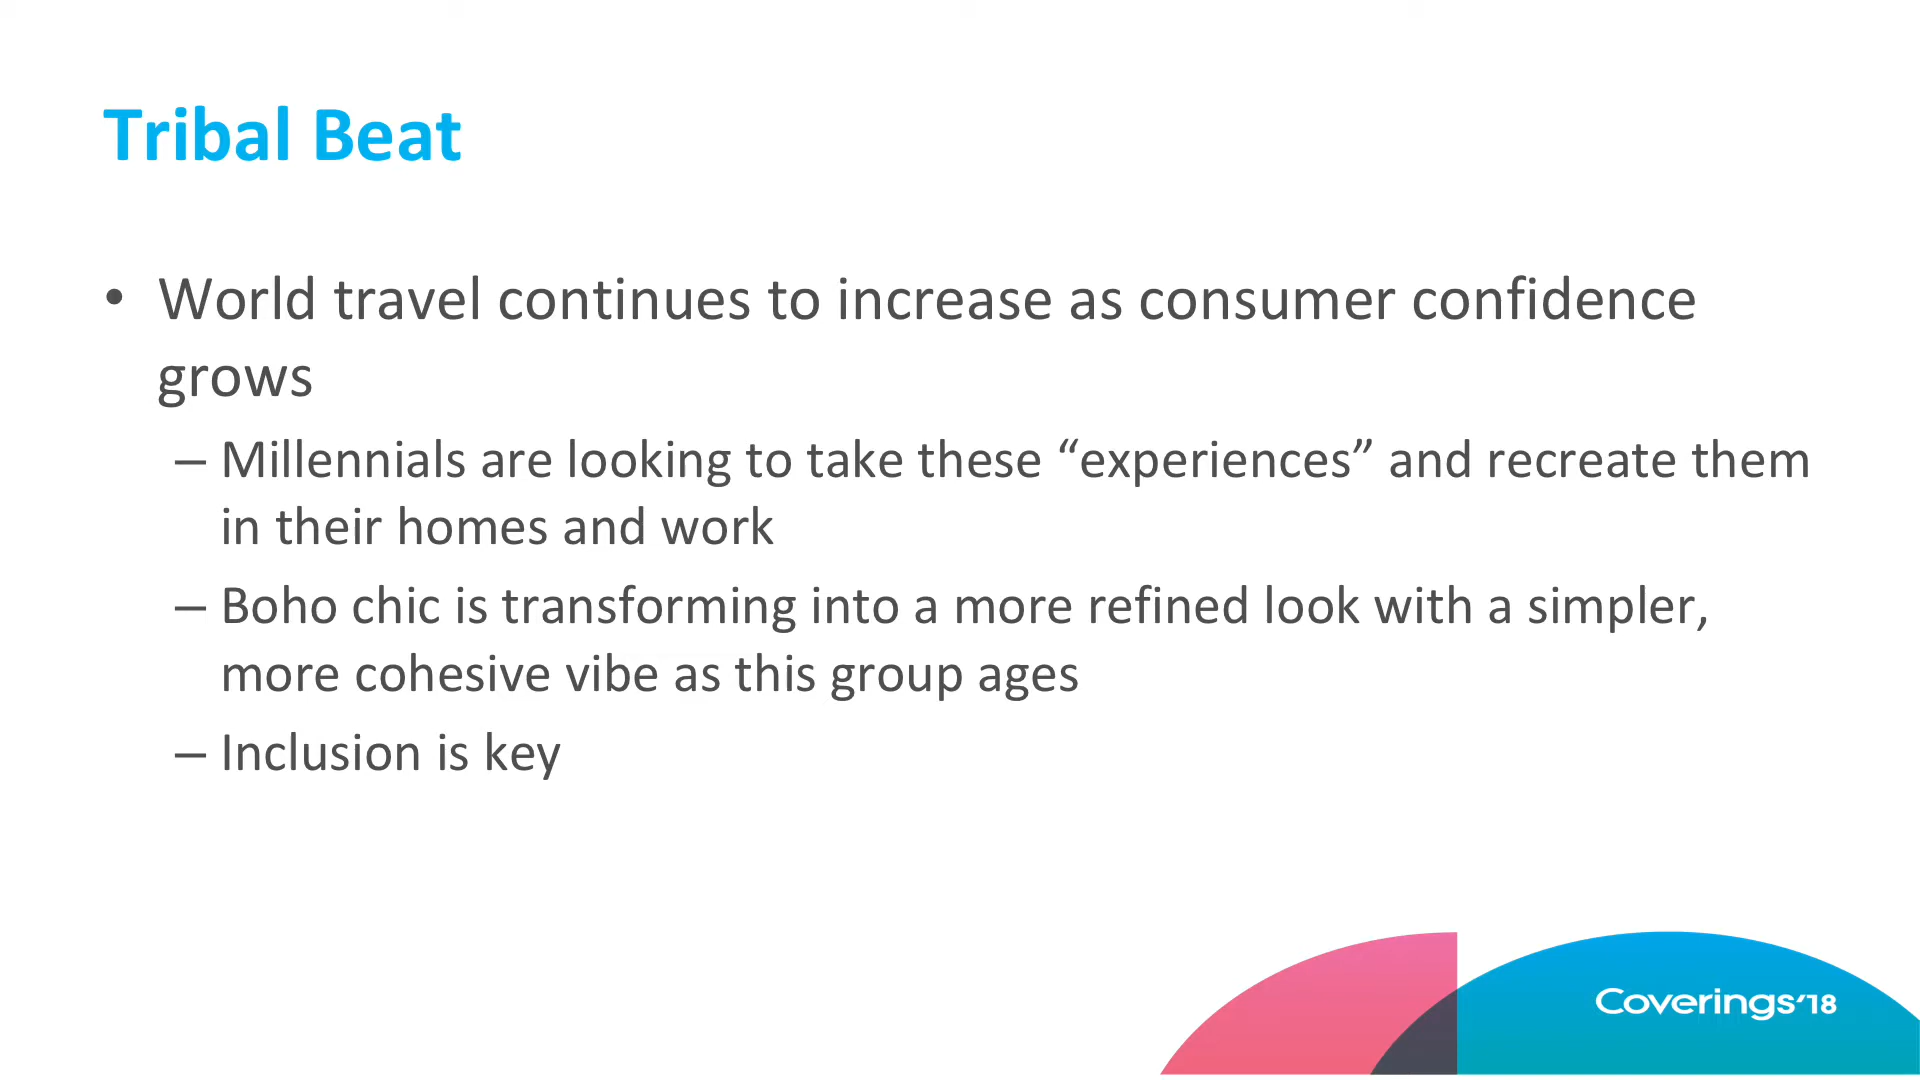 Tribal Beat
• World travel continues to increase as consumer confidence
grows
– Millennials are looking to take these “experiences” and recreate them
in their homes and work
– Boho chic is transforming into a more refined look with a simpler,
more cohesive vibe as this group ages
– Inclusion is key
Coverings’18